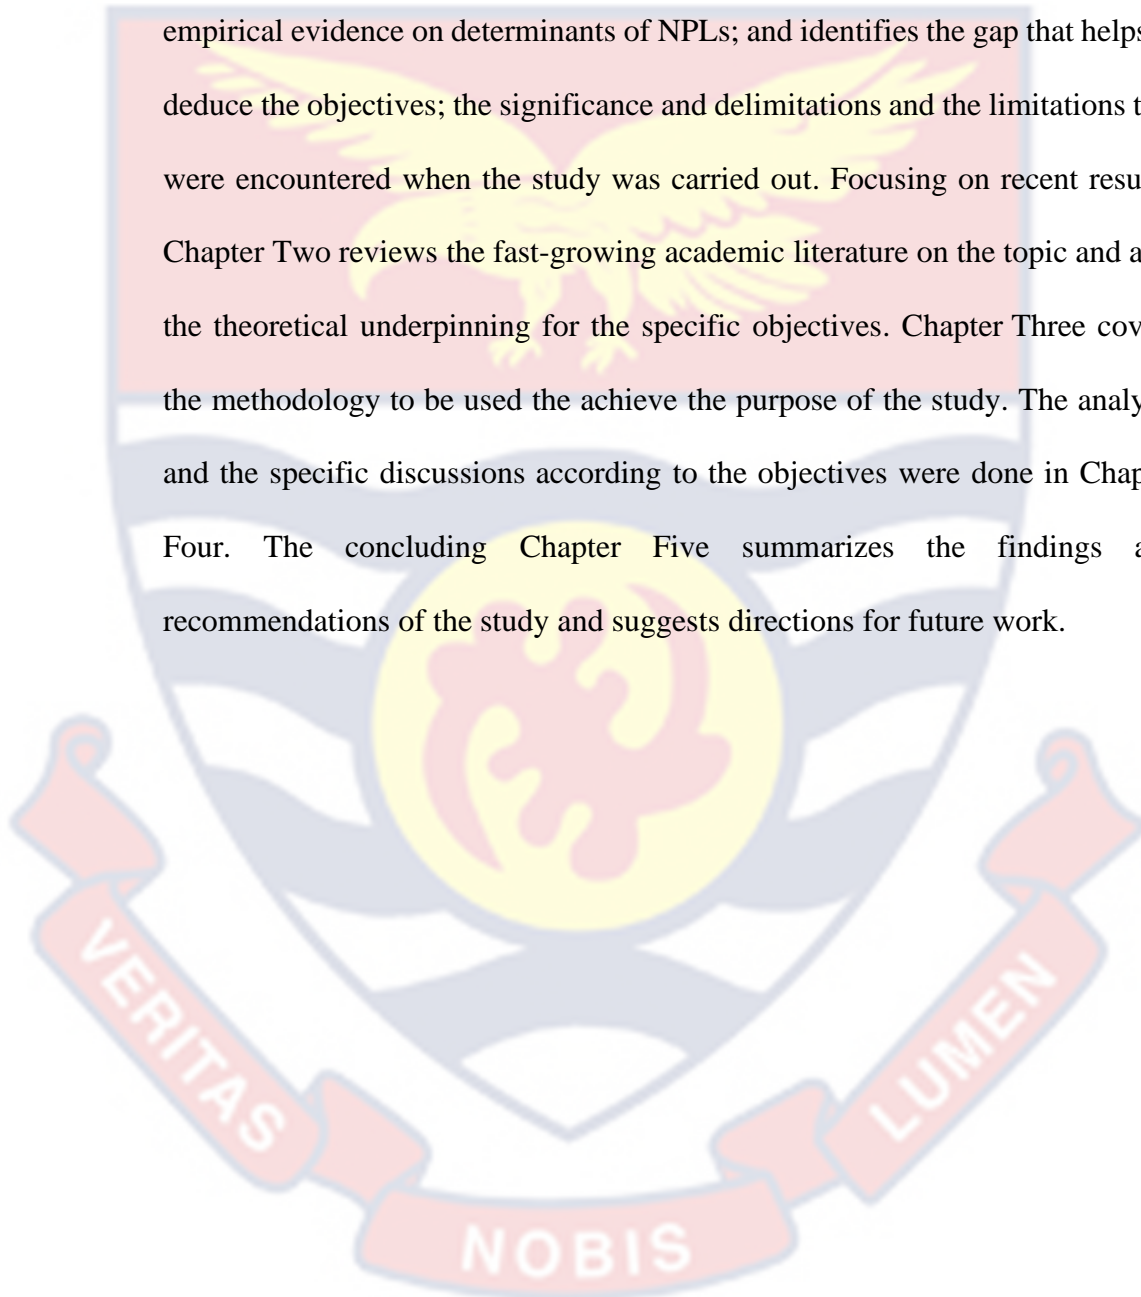 empirical evidence on determinants of NPLs; and identifies the gap that helps
deduce the objectives; the significance and delimitations and the limitations t
were encountered when the study was carried out. Focusing on recent resu
Chapter Two reviews the fast-growing academic literature on the topic and a
the theoretical underpinning for the specific objectives. Chapter Three cov
the methodology to be used the achieve the purpose of the study. The analy
and the specific discussions according to the objectives were done in Chap
Four. The concluding Chapter Five summarizes the findings a
recommendations of the study and suggests directions for future work.
VERITAS
NOBIS
LUMEN